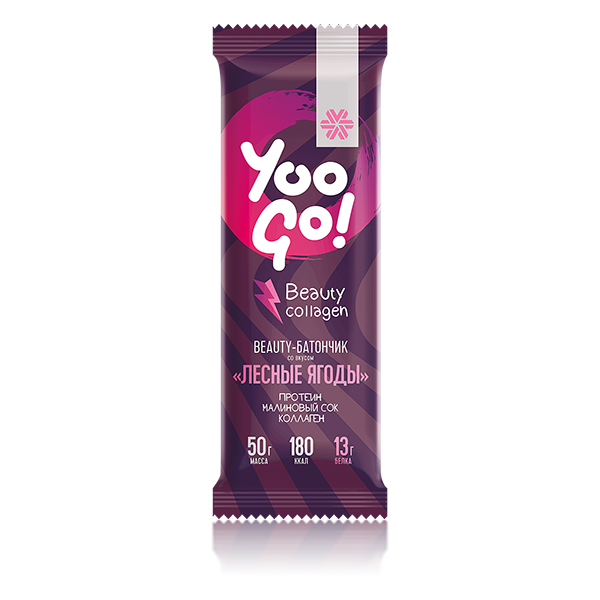 Yoo
Go!
Beauty
collagen
BEAUTY-БАТОНЧИК
со вкусом
«ЛЕСНЫЕ ЯГОДЫ»
ПРОТЕИН
МАЛИНОВЫЙ СОК
КОЛЛАГЕН
50 г 180 13 г
МАССА ККАЛ БЕЛКА